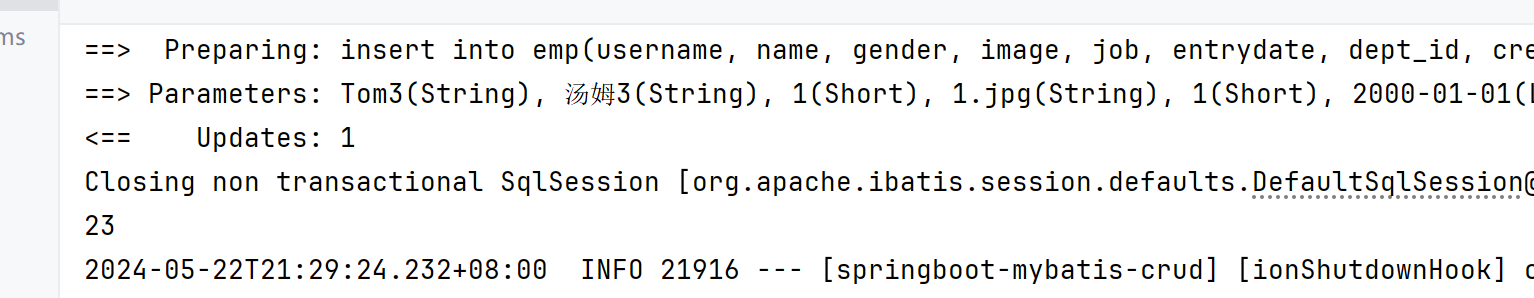 ms
==>  Preparing: insert into emp(username, name, gender, image, job, entrydate, dept_id, cre
==> Parameters: Tom3(String), 汤姆3(String), 1(Short), 1.jpg(String), 1(Short), 2000-01-01(L
<==    Updates: 1
Closing non transactional SqlSession [org.apache.ibatis.session.defaults.DefaultSqlSession@
23
2024-05-22T21:29:24.232+08:00  INFO 21916 --- [springboot-mybatis-crud] [ionShutdownHook] c